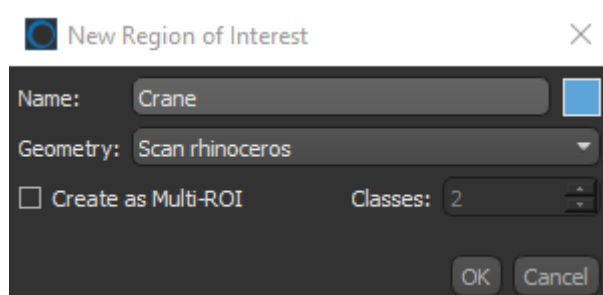 New Region of Interest
Name: Crane
Geometry: Scan rhinoceros
Create as Multi-ROI Classes: 2
OK Cancel